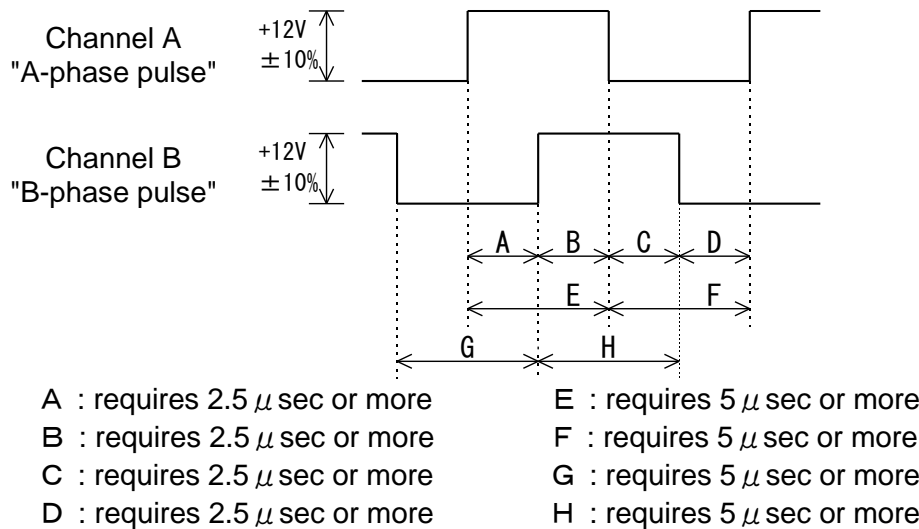 Channel A
"A-phase pulse"
+12V
±10%
Channel B
"B-phase pulse"
+12V
±10%
A B C D
E F
G H
A : requires 2.5 μ sec or more
B : requires 2.5 μ sec or more
C : requires 2.5 μ sec or more
D : requires 2.5 μ sec or more
E : requires 5 μ sec or more
F : requires 5 μ sec or more
G : requires 5 μ sec or more
H : requires 5 μ sec or more